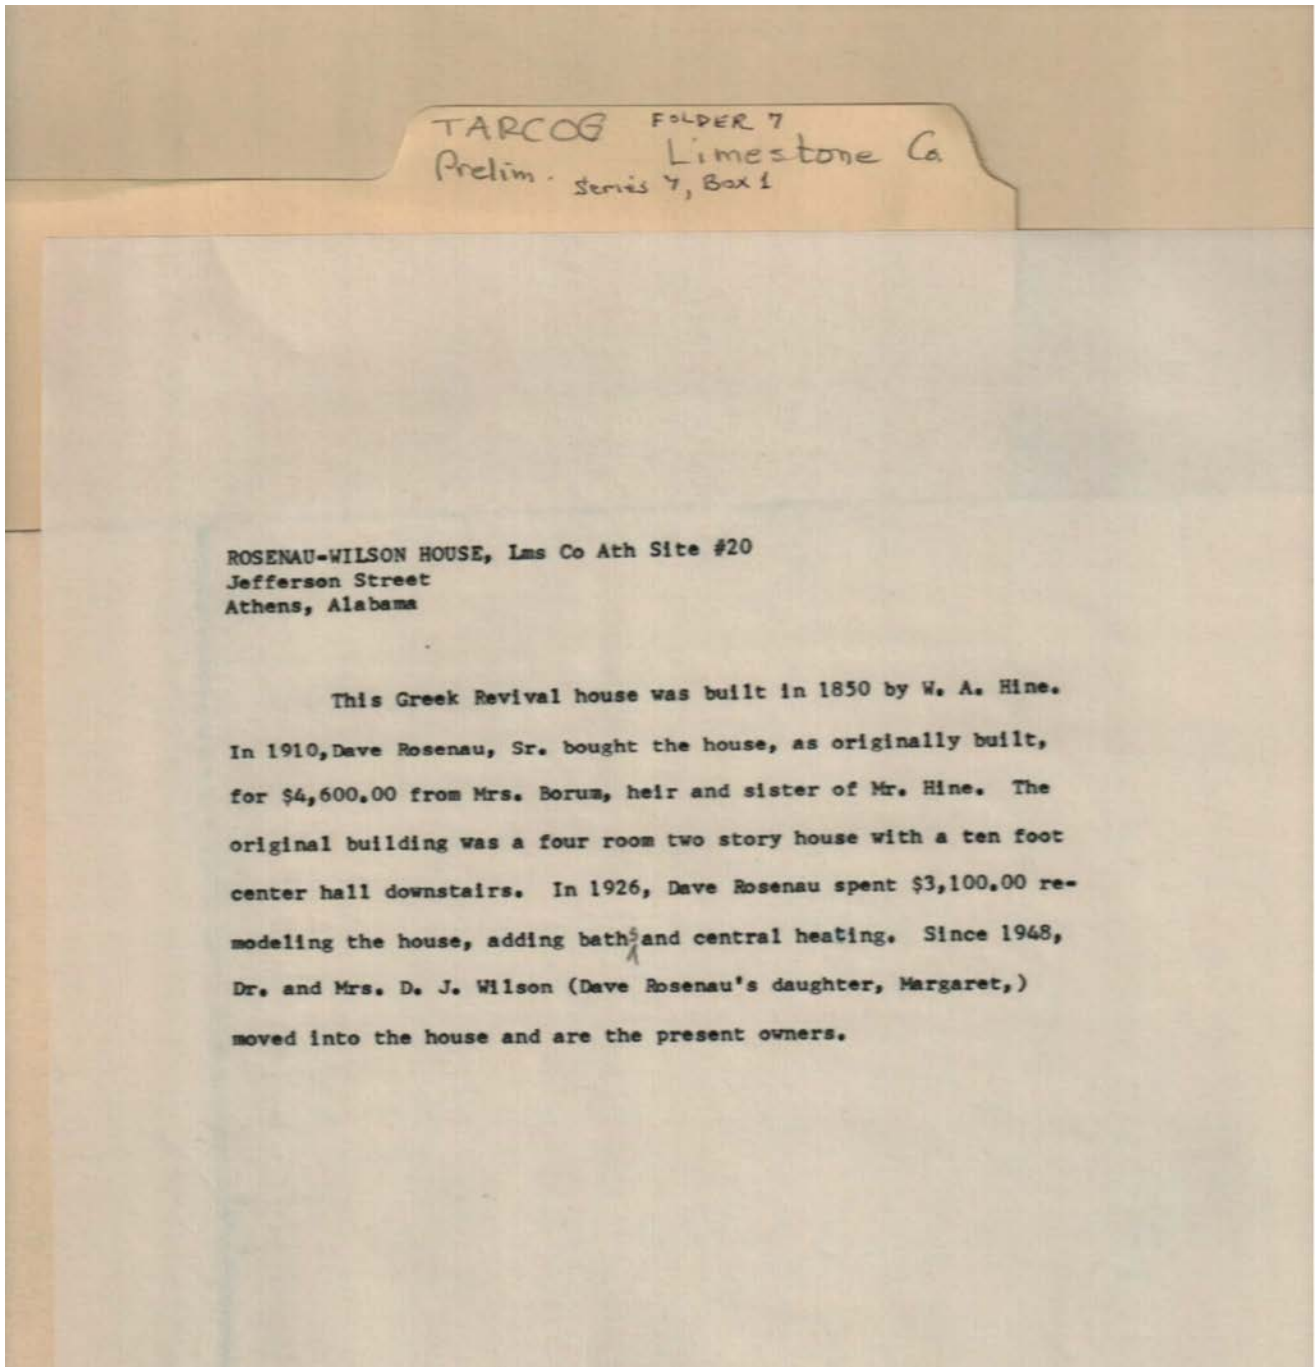 TARCOG FOLDER 7
Prelim. Limestone Co
Series 7, Box 1
ROSENAU-WILSON HOUSE, Lms Co Ath Site #20
Jefferson Street
Athens, Alabama
This Greek Revival house was built in 1850 by W. A. Hine.
In 1910, Dave Rosenau, Sr. bought the house, as originally built,
for $4,600.00 from Mrs. Borum, heir and sister of Mr. Hine. The
original building was a four room two story house with a ten foot
center hall downstairs. In 1926, Dave Rosenau spent $3,100.00 re-
modeling the house, adding baths and central heating. Since 1948,
Dr. and Mrs. D. J. Wilson (Dave Rosenau's daughter, Margaret,)
moved into the house and are the present owners.